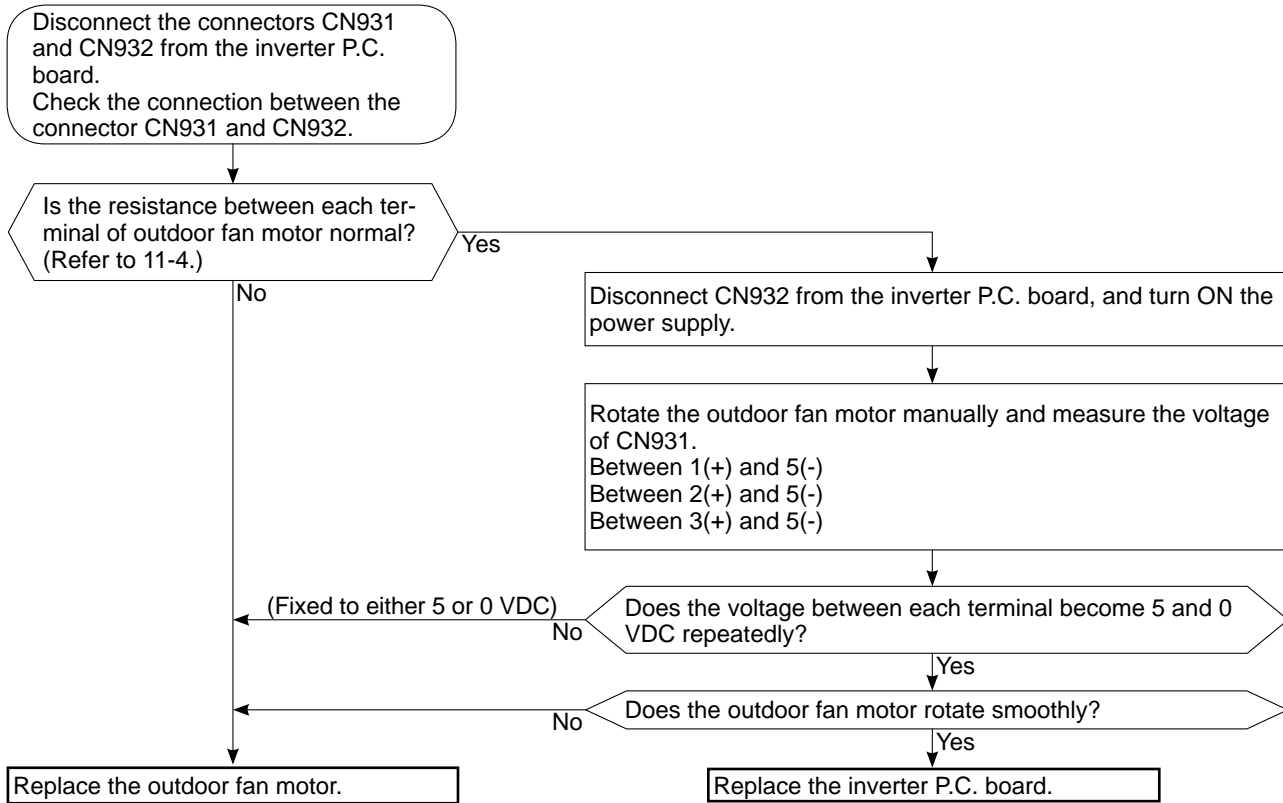 Disconnect the connectors CN931
and CN932 from the inverter P.C.
board.
Check the connection between the
connector CN931 and CN932.
Is the resistance between each ter-
minal of outdoor fan motor normal?
(Refer to 11-4.)
Yes
No
Disconnect CN932 from the inverter P.C. board, and turn ON the
power supply.
Rotate the outdoor fan motor manually and measure the voltage
of CN931.
Between 1(+) and 5(-)
Between 2(+) and 5(-)
Between 3(+) and 5(-)
(Fixed to either 5 or 0 VDC)
No
Does the voltage between each terminal become 5 and 0
VDC repeatedly?
Yes
No
Does the outdoor fan motor rotate smoothly?
Yes
Replace the outdoor fan motor.
Replace the inverter P.C. board.